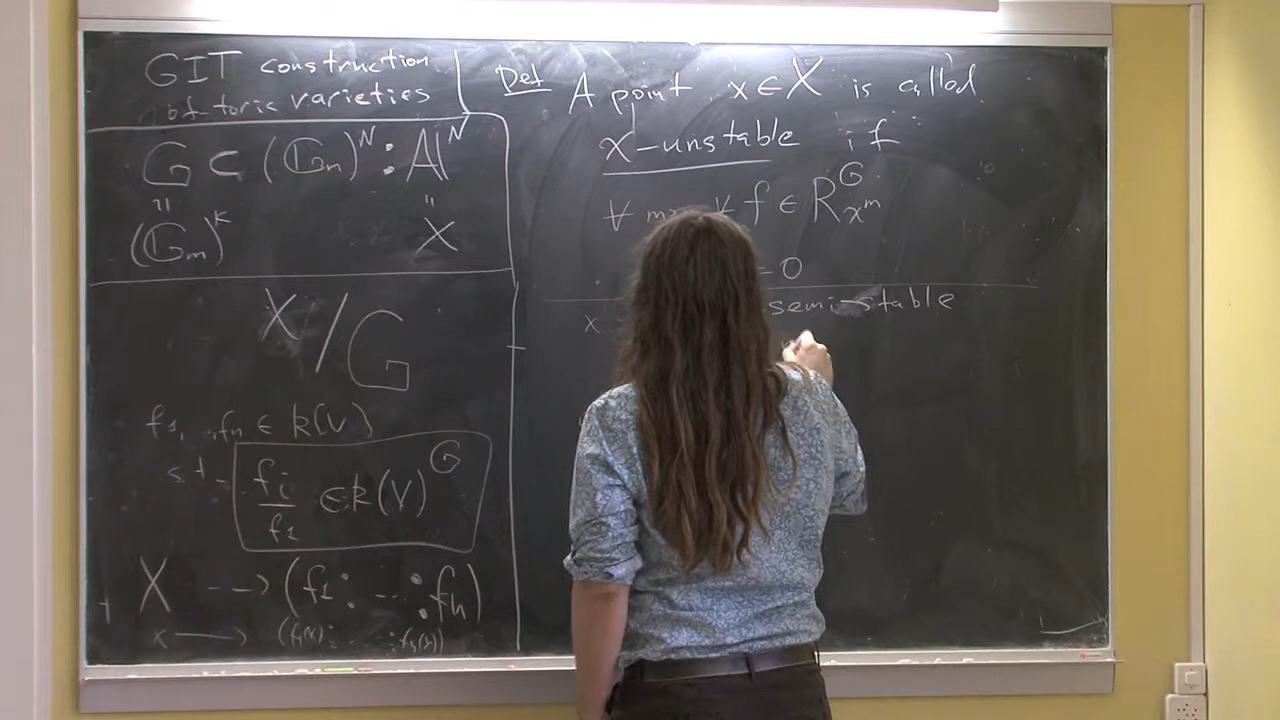 GIT construction
of toric varieties
G ⊂ (𝔾m)^N : 𝔸^N
= =
(𝔾m)^k X
X/G
f1, ..., fn ∈ k(V)
s.t.
fi/f1 ∈ k(V)^G
X --→ (f1 : ... : fn)
x ⟶ (f1(x) : ... : fn(x))
Def A point x ∈ X is called
χ-unstable if
∀ f ∈ R^G_χ^m
= 0
x semi-stable